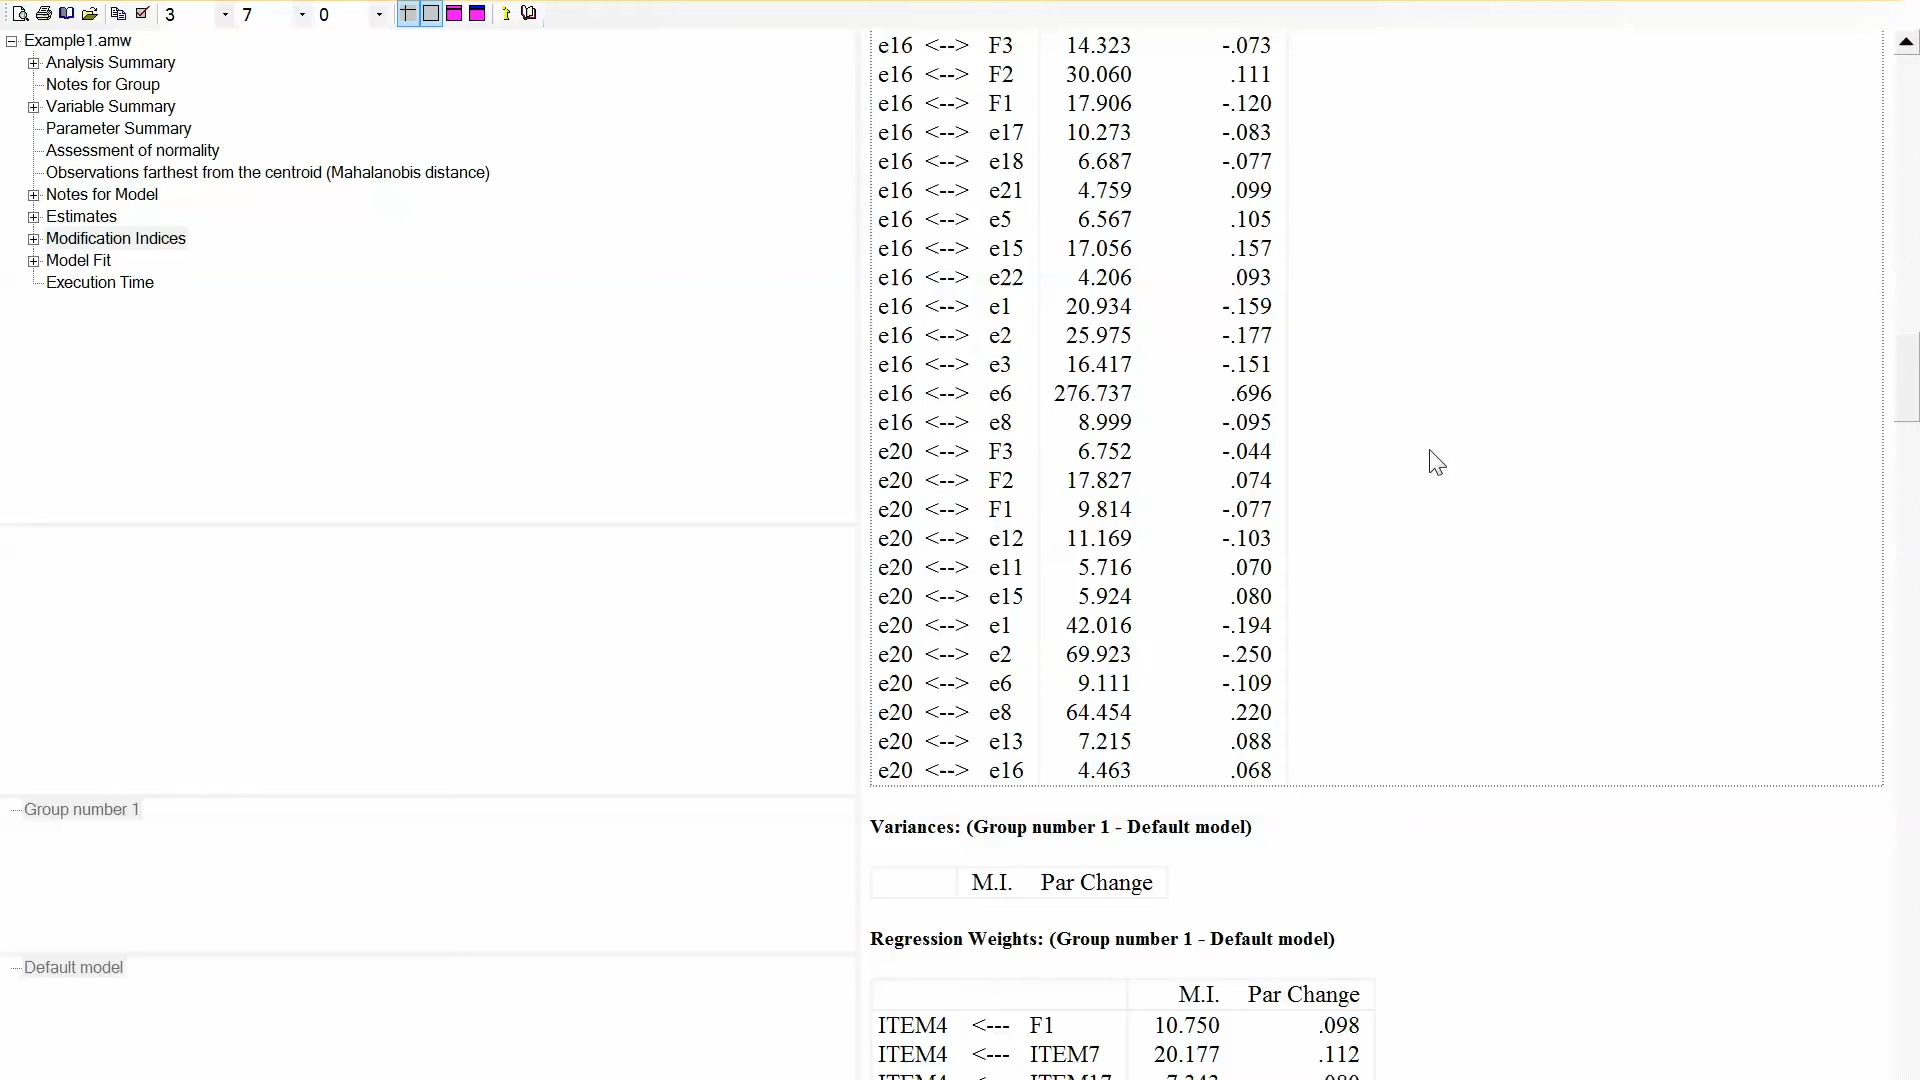 3 7 0
Example1.amw
Analysis Summary
Notes for Group
Variable Summary
Parameter Summary
Assessment of normality
Observations farthest from the centroid (Mahalanobis distance)
Notes for Model
Estimates
Modification Indices
Model Fit
Execution Time
Group number 1
Default model
e16 <--> F3 14.323 -.073
e16 <--> F2 30.060 .111
e16 <--> F1 17.906 -.120
e16 <--> e17 10.273 -.083
e16 <--> e18 6.687 -.077
e16 <--> e21 4.759 .099
e16 <--> e5 6.567 .105
e16 <--> e15 17.056 .157
e16 <--> e22 4.206 .093
e16 <--> e1 20.934 -.159
e16 <--> e2 25.975 -.177
e16 <--> e3 16.417 -.151
e16 <--> e6 276.737 .696
e16 <--> e8 8.999 -.095
e20 <--> F3 6.752 -.044
e20 <--> F2 17.827 .074
e20 <--> F1 9.814 -.077
e20 <--> e12 11.169 -.103
e20 <--> e11 5.716 .070
e20 <--> e15 5.924 .080
e20 <--> e1 42.016 -.194
e20 <--> e2 69.923 -.250
e20 <--> e6 9.111 -.109
e20 <--> e8 64.454 .220
e20 <--> e13 7.215 .088
e20 <--> e16 4.463 .068
Variances: (Group number 1 - Default model)
M.I. Par Change
Regression Weights: (Group number 1 - Default model)
M.I. Par Change
ITEM4 <--- F1 10.750 .098
ITEM4 <--- ITEM7 20.177 .112